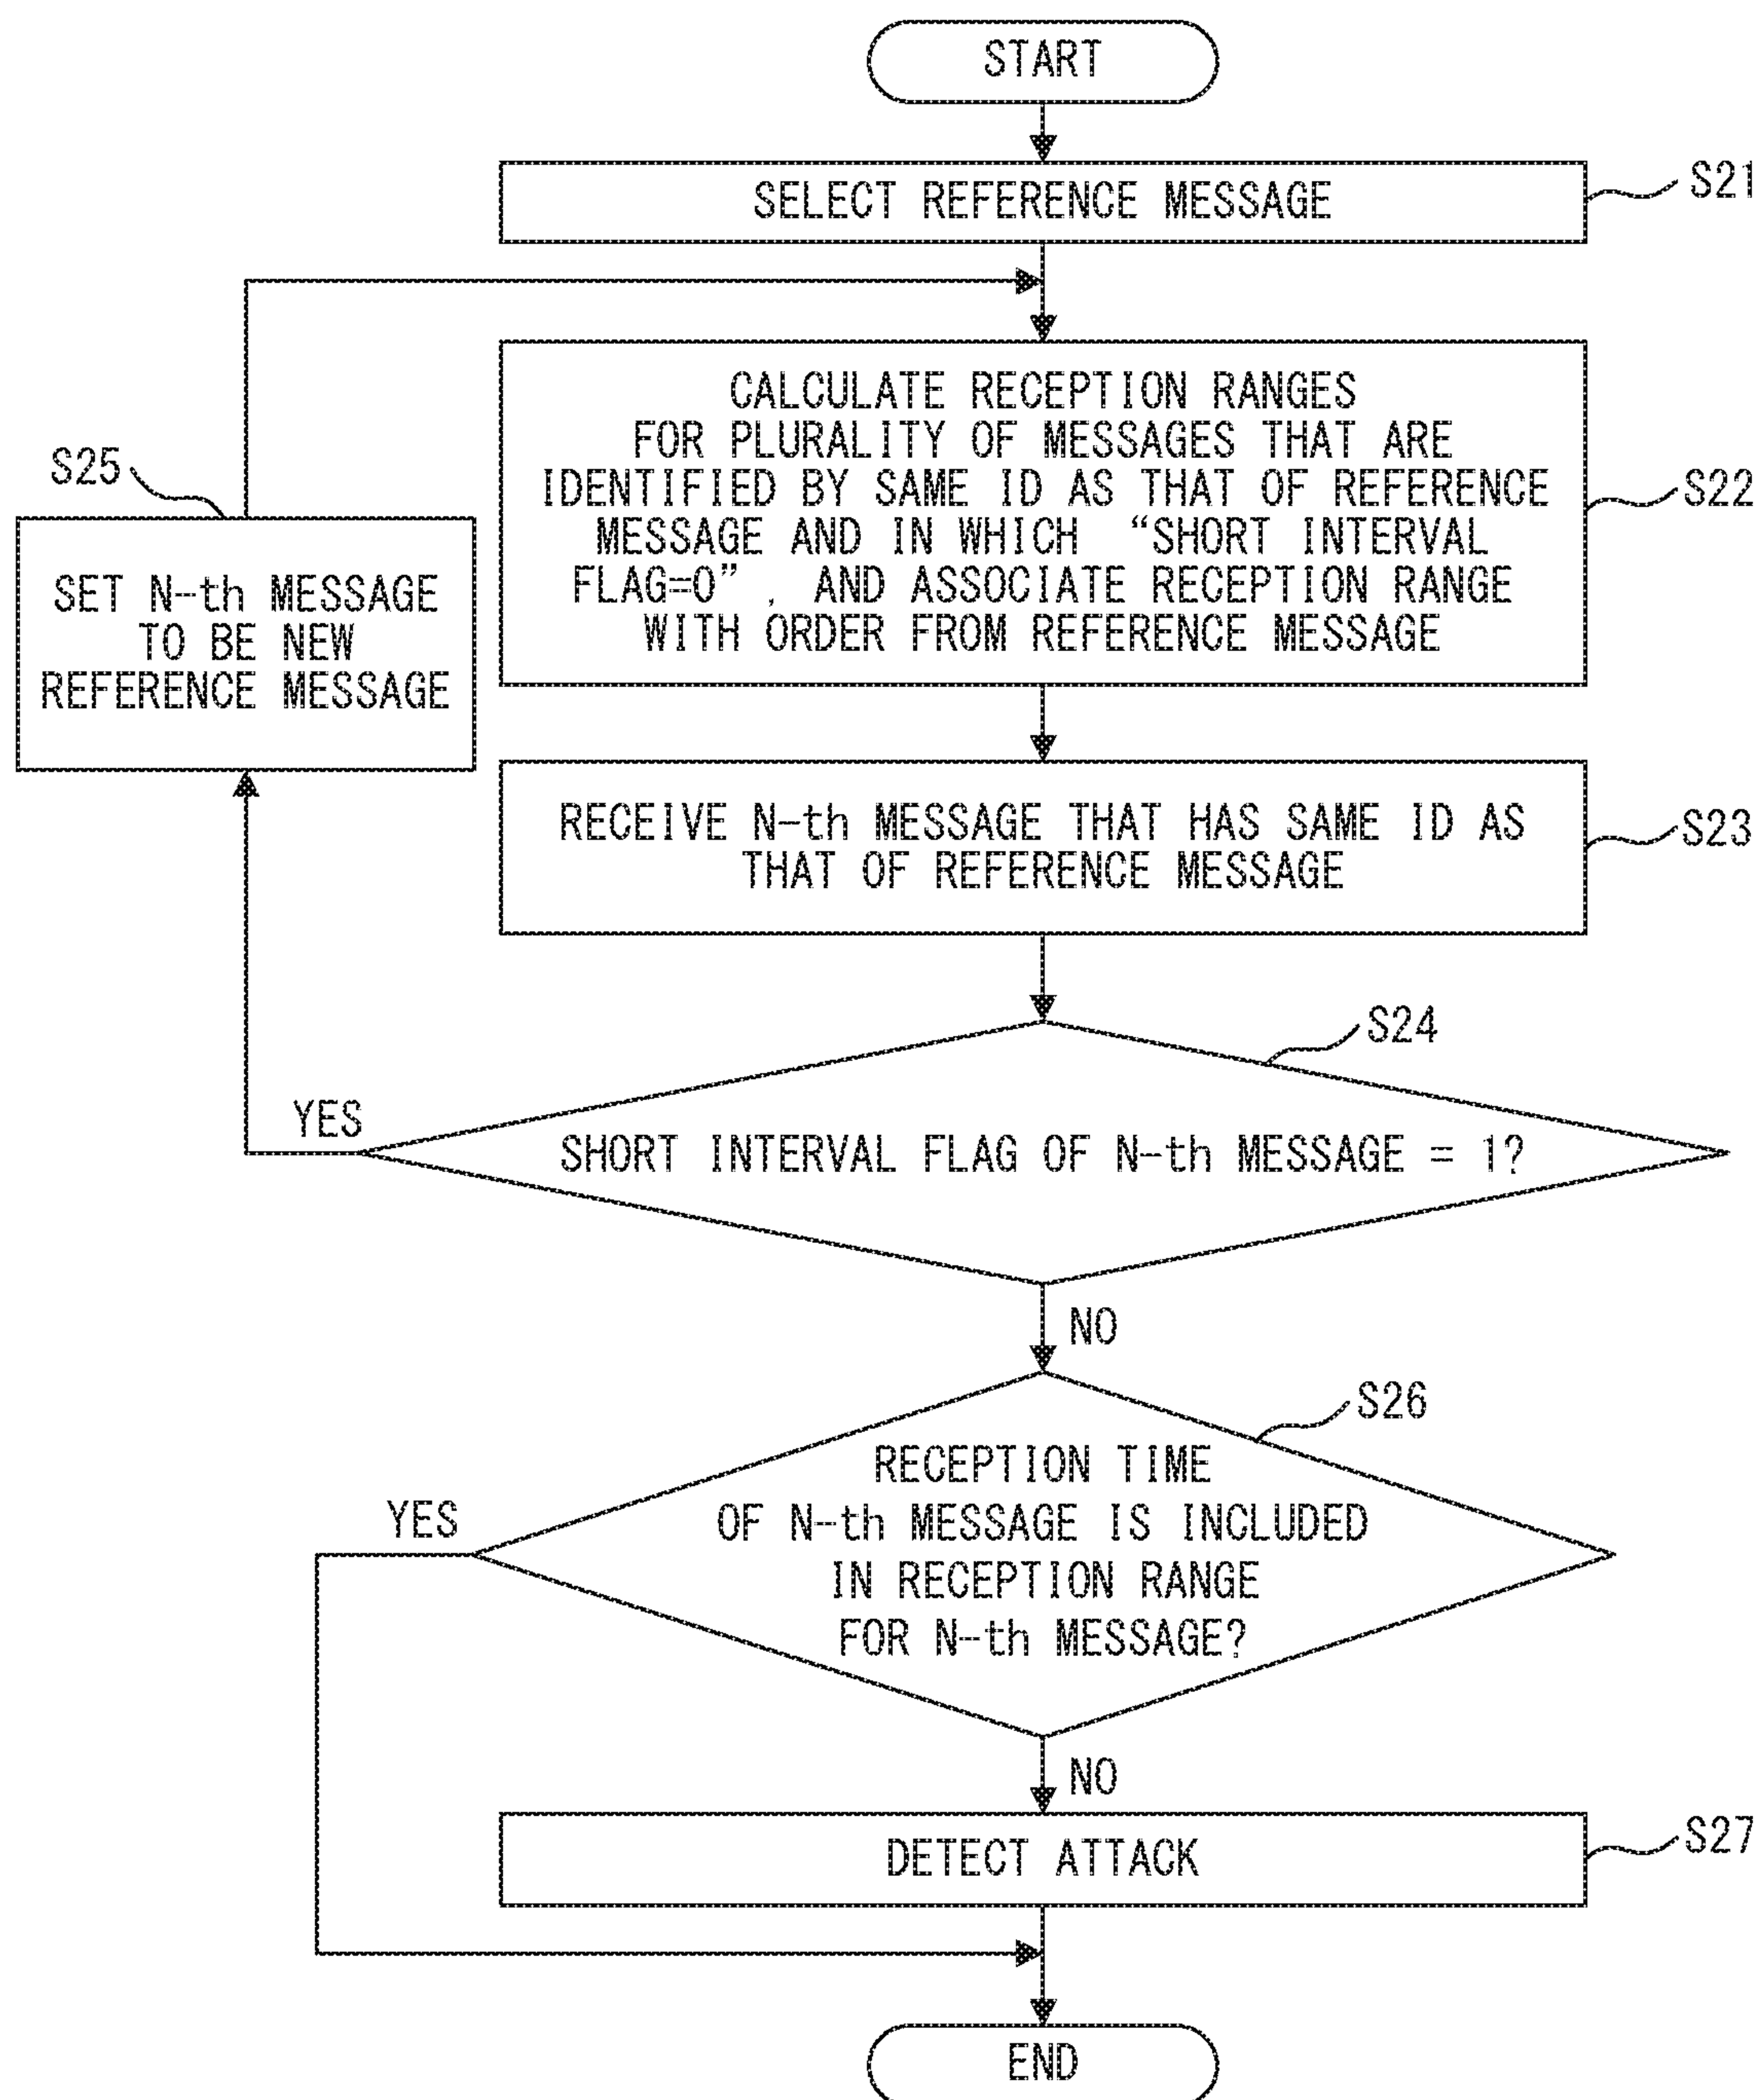 START
SELECT REFERENCE MESSAGE
S21
CALCULATE RECEPTION RANGES
FOR PLURALITY OF MESSAGES THAT ARE
IDENTIFIED BY SAME ID AS THAT OF REFERENCE
MESSAGE AND IN WHICH “SHORT INTERVAL
FLAG=0”, AND ASSOCIATE RECEPTION RANGE
WITH ORDER FROM REFERENCE MESSAGE
S22
S25
SET N-th MESSAGE
TO BE NEW
REFERENCE MESSAGE
RECEIVE N-th MESSAGE THAT HAS SAME ID AS
THAT OF REFERENCE MESSAGE
S23
S24
YES
SHORT INTERVAL FLAG OF N-th MESSAGE = 1?
NO
S26
YES
RECEPTION TIME
OF N-th MESSAGE IS INCLUDED
IN RECEPTION RANGE
FOR N-th MESSAGE?
NO
DETECT ATTACK
S27
END